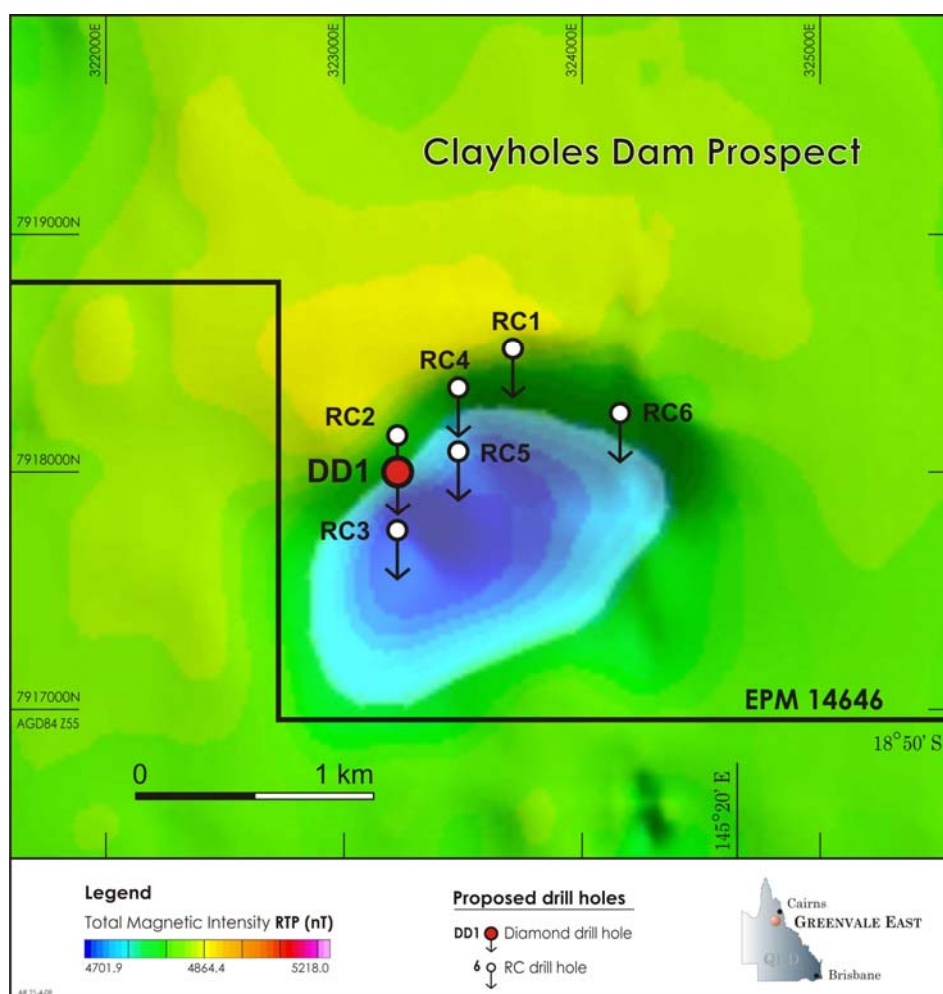 322000E
323000E
324000E
325000E
Clayholes Dam Prospect
7919000N
RC1
RC4
RC2
RC6
RC5
7918000N
DD1
RC3
7917000N
EPM 14646
AGD84 Z55
18°50' S
0 1 km
145°20' E
Legend
Total Magnetic Intensity RTP (nT)
4701.9 4864.4 5218.0
Proposed drill holes
DD1 Diamond drill hole
6 RC drill hole
Cairns
GREENVALE EAST
QLD
Brisbane